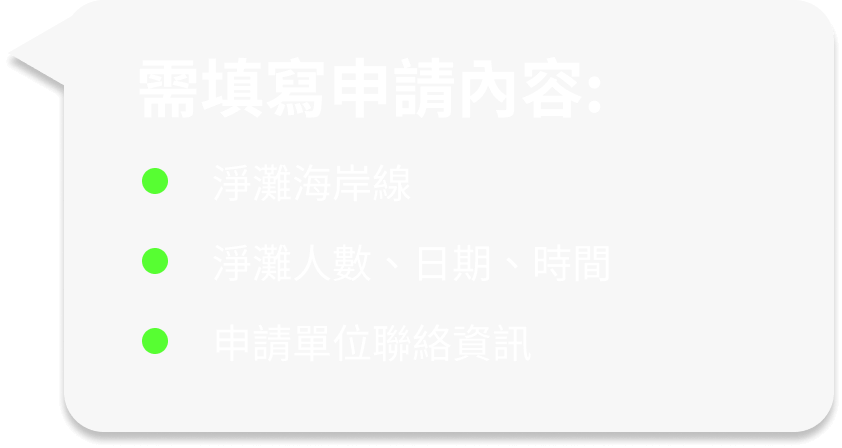 需填寫申請內容:
淨灘海岸線
淨灘人數、日期、時間
申請單位聯絡資訊